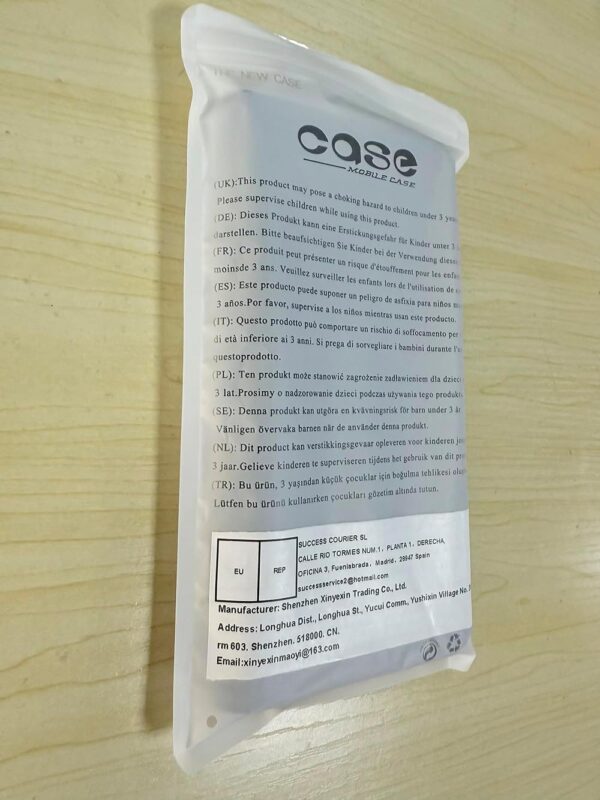 THE NEW CASE
case
MOBILE CASE
(UK):This product may pose a choking hazard to children under 3
Please supervise children while using this product.
(DE): Dieses Produkt kann eine Erstickungsgefahr für Kinder unter 3
darstellen. Bitte beaufsichtigen Sie Kinder bei der Verwendung
(FR): Ce produit peut présenter un risque d'étouffement pour les
moinsde 3 ans. Veuillez surveiller les enfants lors de l'utilisation de
(ES): Este producto puede suponer un peligro de asfixia para niños
3 años.Por favor, supervise a los niños mientras usan este producto.
(IT): Questo prodotto può comportare un rischio di soffocamento per
di età inferiore ai 3 anni. Si prega di sorvegliare i bambini durante
questoprodotto.
(PL): Ten produkt może stanowić zagrożenie zadławieniem dla
3 lat.Prosimy o nadzorowanie dzieci podczas używania tego
(SE): Denna produkt kan utgöra en kvävningsrisk för barn under 3
Vänligen övervaka barnen när de använder denna produkt.
(NL): Dit product kan verstikkingsgevaar opleveren voor kinderen
3 jaar.Gelieve kinderen te superviseren tijdens het gebruik van dit
(TR): Bu ürün, 3 yaşından küçük çocuklar için boğulma tehlikesi
Lütfen bu ürünü kullanırken çocukları gözetim altında tutun.
EU REP
SUCCESS COURIER SL
CALLE RIO TORMES NUM.1, PLANTA 1, DERECHA,
OFICINA 3, Fuenlabrada, Madrid, 28947 Spain
successservice2@hotmail.com
Manufacturer: Shenzhen Xinyexin Trading Co., Ltd.
Address: Longhua Dist., Longhua St., Yucui Comm., Yushixin Village No.
rm 603, Shenzhen, 518000, CN.
Email:xinyexinmaoyi@163.com